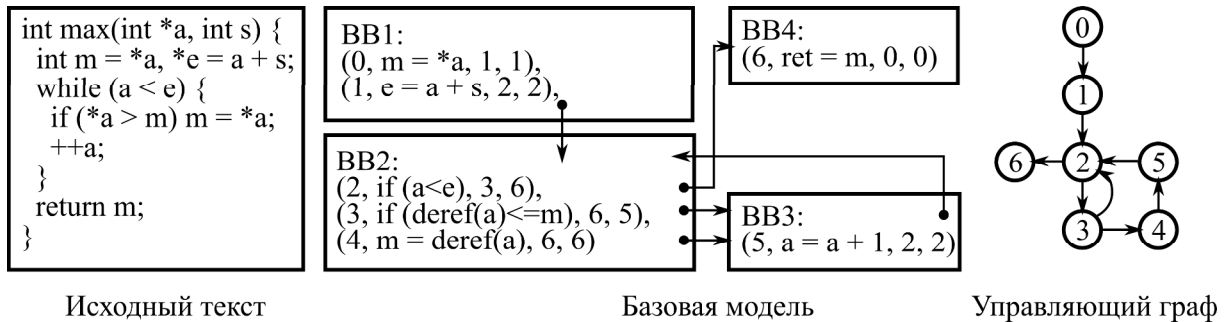 int max(int *a, int s) {
int m = *a, *e = a + s;
while (a < e) {
if (*a > m) m = *a;
++a;
}
return m;
}
BB1:
(0, m = *a, 1, 1),
(1, e = a + s, 2, 2),
BB2:
(2, if (a<e), 3, 6),
(3, if (deref(a)<=m), 6, 5),
(4, m = deref(a), 6, 6)
BB4:
(6, ret = m, 0, 0)
BB3:
(5, a = a + 1, 2, 2)
0
1
6 2 5
3 4
Исходный текст
Базовая модель
Управляющий граф